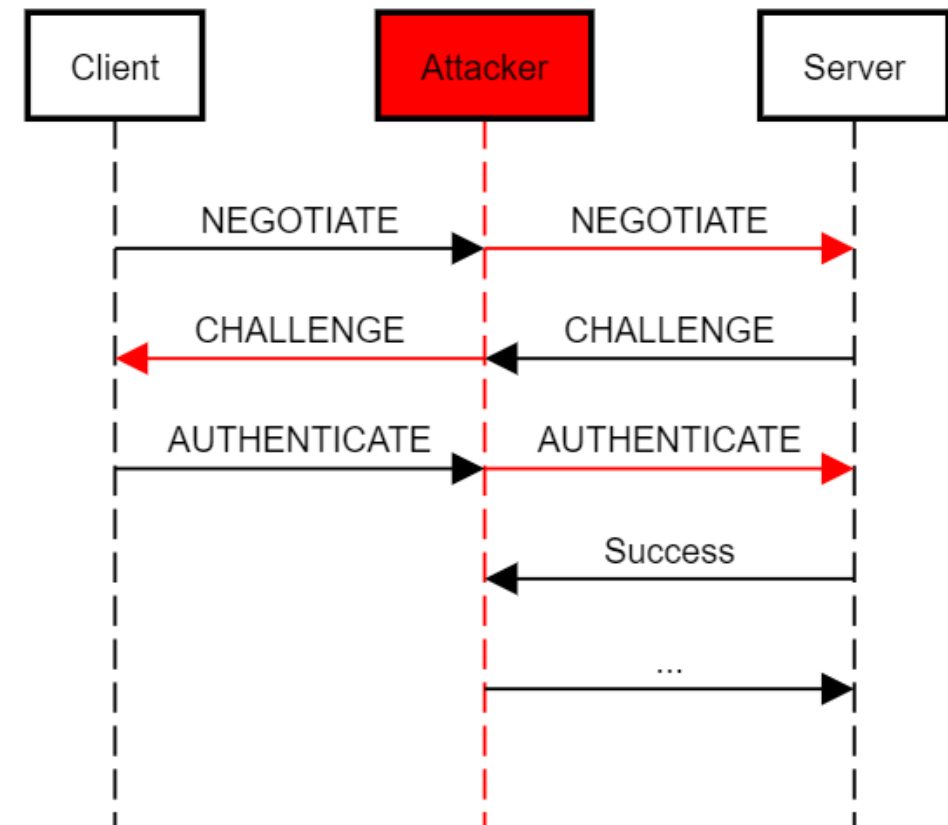 Client
Attacker
Server
NEGOTIATE
NEGOTIATE
CHALLENGE
CHALLENGE
AUTHENTICATE
AUTHENTICATE
Success
...